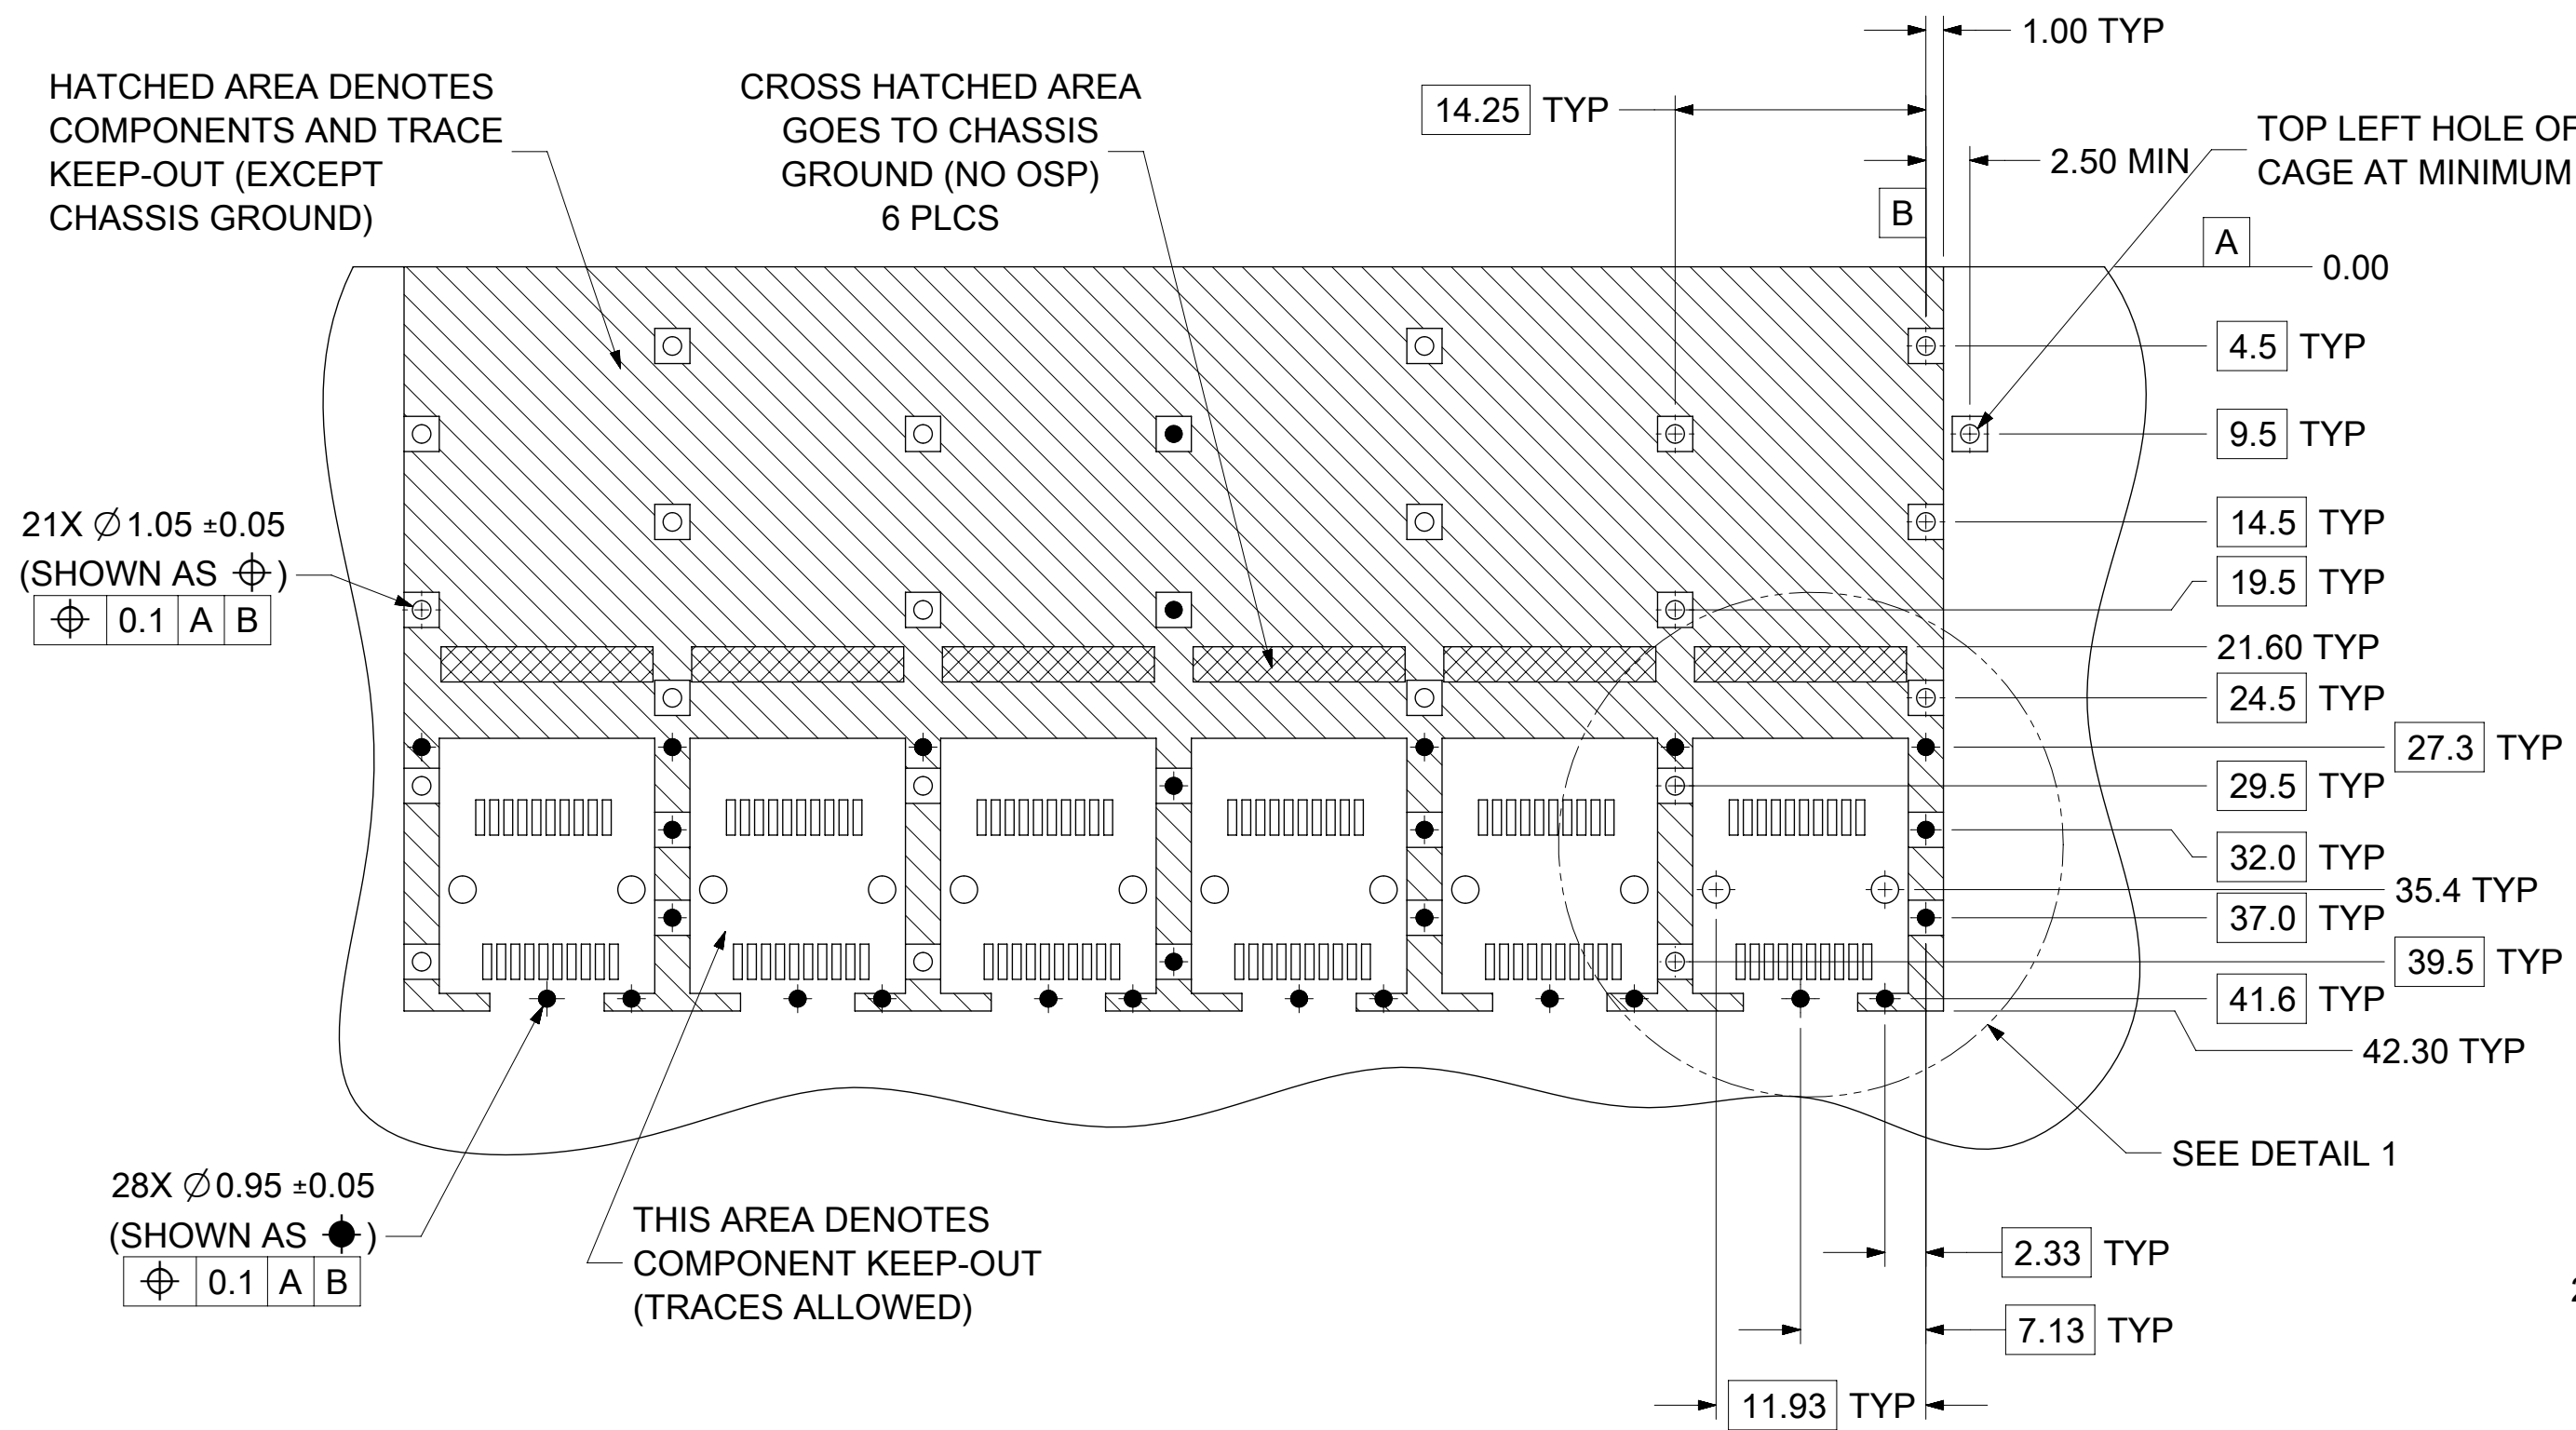 1.00 TYP
HATCHED AREA DENOTES
COMPONENTS AND TRACE
KEEP-OUT (EXCEPT
CHASSIS GROUND)
CROSS HATCHED AREA
GOES TO CHASSIS
GROUND (NO OSP)
6 PLCS
14.25 TYP
2.50 MIN
TOP LEFT HOLE OF
CAGE AT MINIMUM
B
A
0.00
4.5 TYP
9.5 TYP
14.5 TYP
19.5 TYP
21.60 TYP
24.5 TYP
27.3 TYP
29.5 TYP
32.0 TYP
35.4 TYP
37.0 TYP
39.5 TYP
41.6 TYP
42.30 TYP
21X ∅1.05 ±0.05
(SHOWN AS ⌖)
⌖ 0.1 A B
SEE DETAIL 1
28X ∅0.95 ±0.05
(SHOWN AS )
⌖ 0.1 A B
THIS AREA DENOTES
COMPONENT KEEP-OUT
(TRACES ALLOWED)
2.33 TYP
7.13 TYP
11.93 TYP